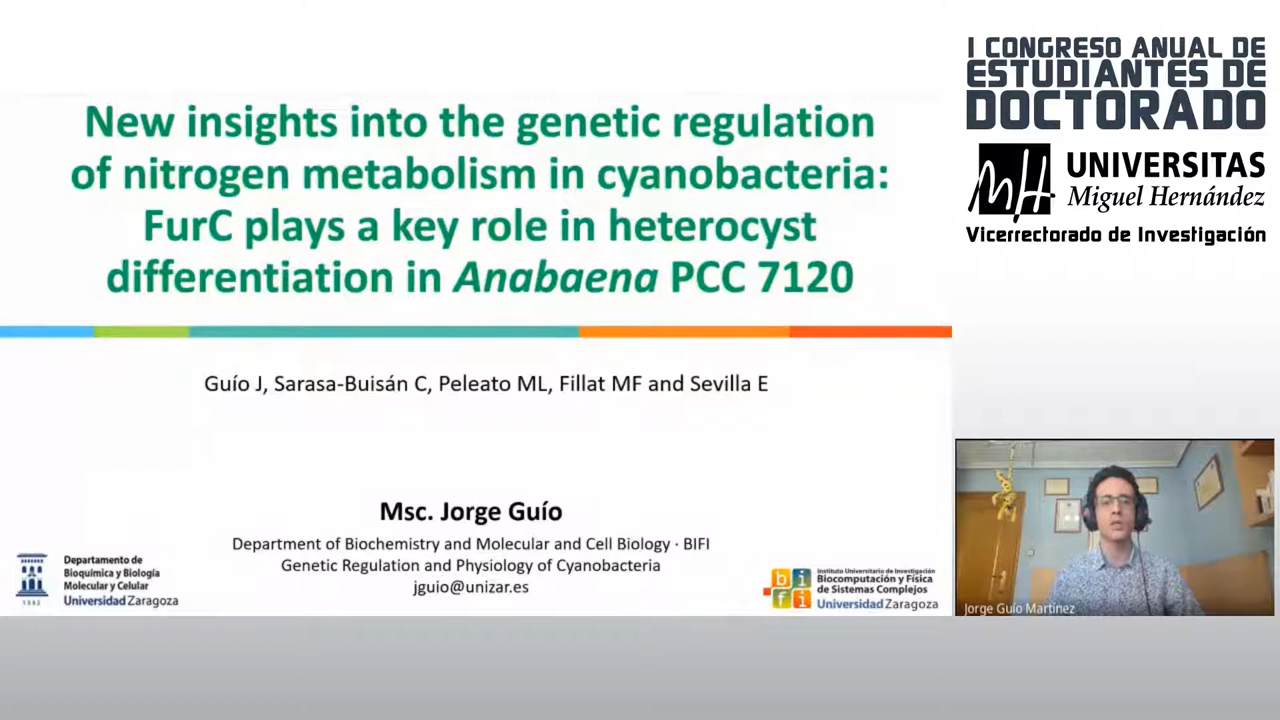 New insights into the genetic regulation
of nitrogen metabolism in cyanobacteria:
FurC plays a key role in heterocyst
differentiation in Anabaena PCC 7120
Guío J, Sarasa-Buisán C, Peleato ML, Fillat MF and Sevilla E
Msc. Jorge Guío
Department of Biochemistry and Molecular and Cell Biology · BIFI
Genetic Regulation and Physiology of Cyanobacteria
jguio@unizar.es
Departamento de
Bioquímica y Biología
Molecular y Celular
Universidad Zaragoza
1542
bifi
Instituto Universitario de Investigación
Biocomputación y Física
de Sistemas Complejos
Universidad Zaragoza
I CONGRESO ANUAL DE
ESTUDIANTES DE
DOCTORADO
MH
UNIVERSITAS
Miguel Hernández
Vicerrectorado de Investigación
Jorge Guío Martínez